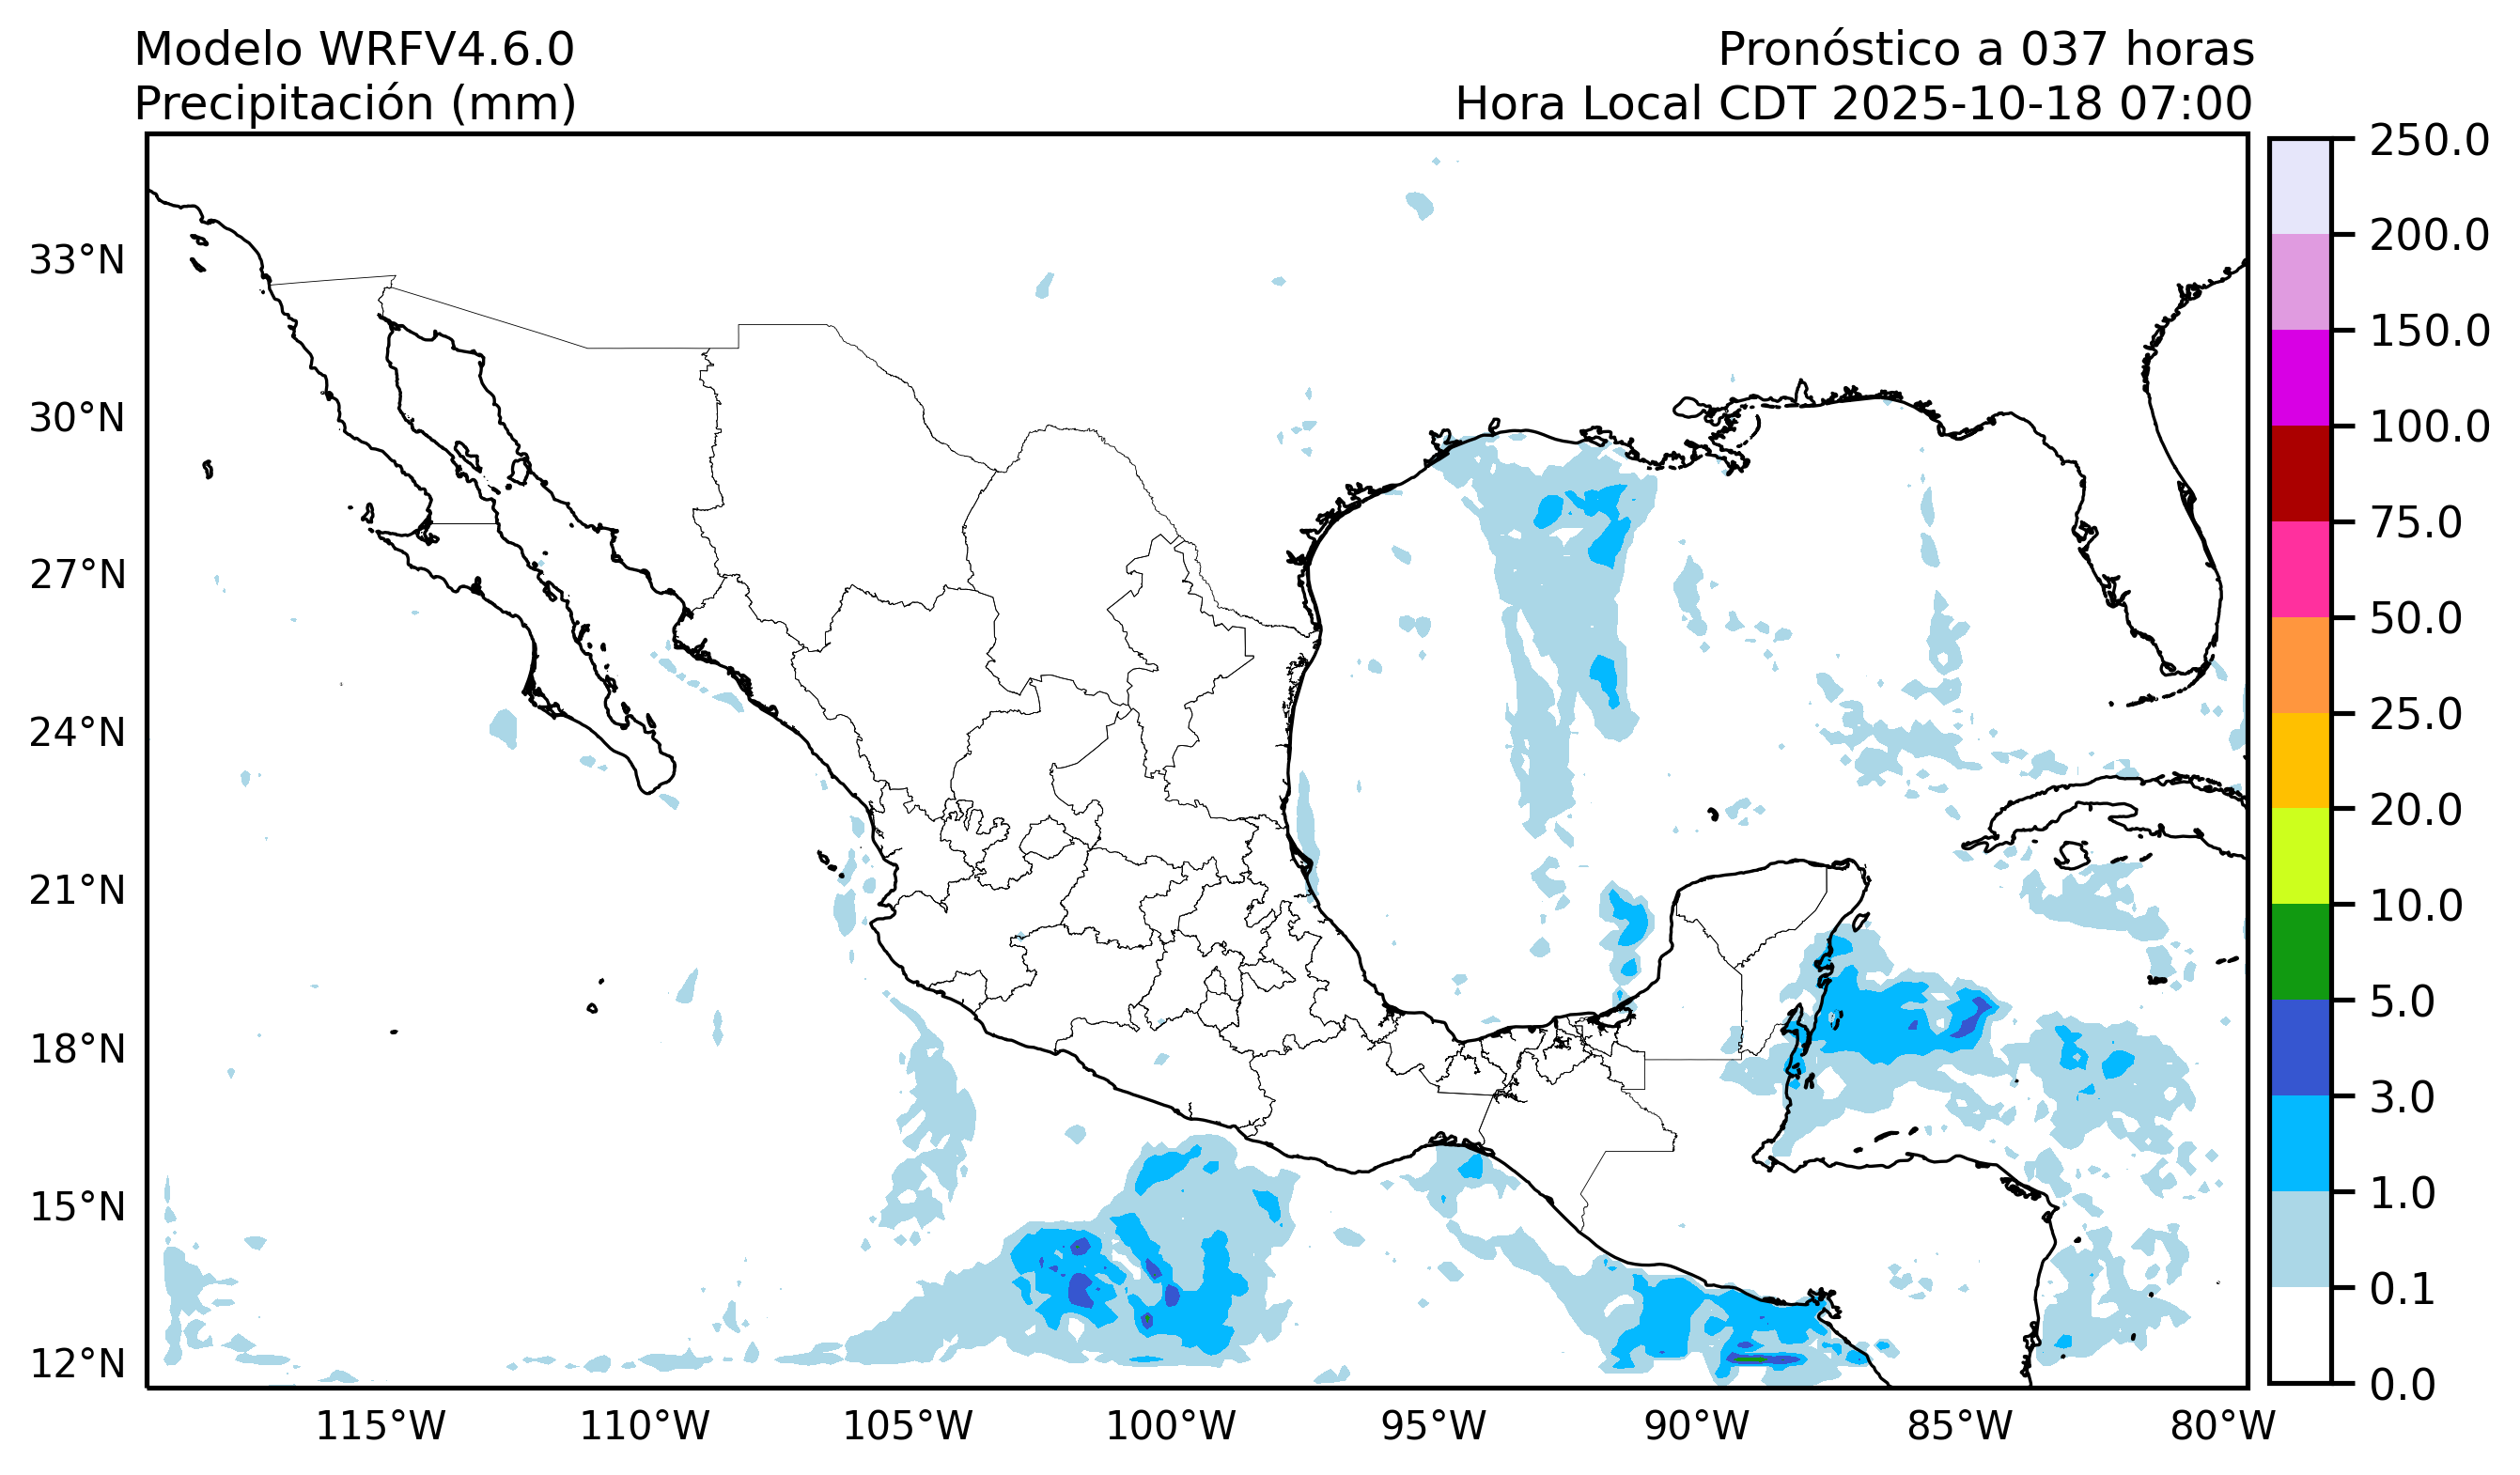 Modelo WRFV4.6.0
Precipitación (mm)
Pronóstico a 037 horas
Hora Local CDT 2025-10-18 07:00
33°N
30°N
27°N
24°N
21°N
18°N
15°N
12°N
115°W
110°W
105°W
100°W
95°W
90°W
85°W
80°W
250.0
200.0
150.0
100.0
75.0
50.0
25.0
20.0
10.0
5.0
3.0
1.0
0.1
0.0